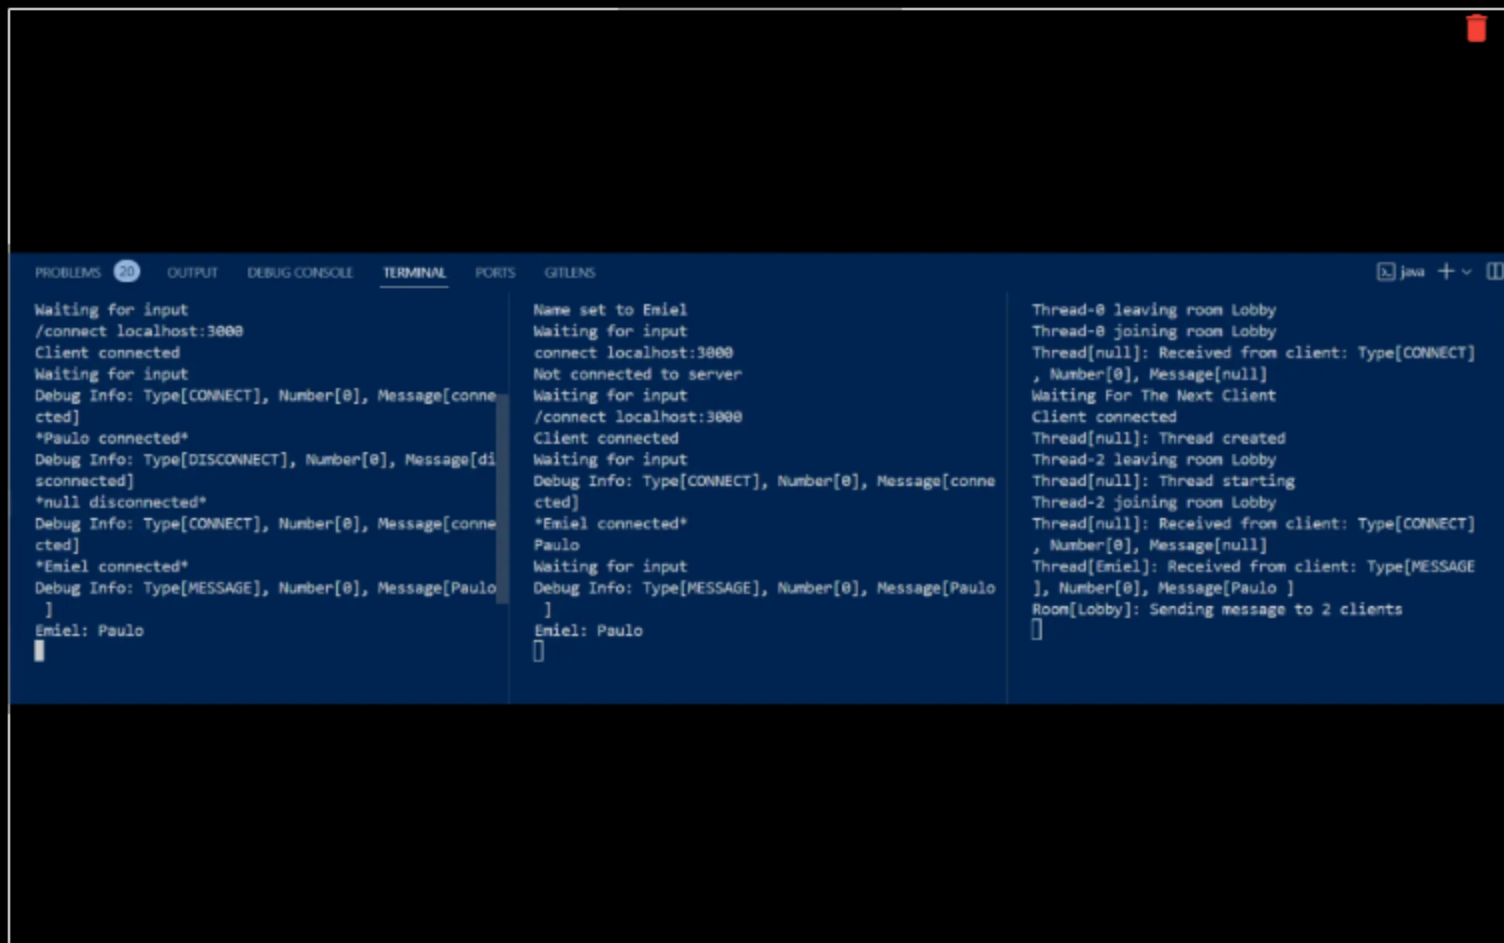 PROBLEMS 20 OUTPUT DEBUG CONSOLE TERMINAL PORTS GITLENS java
Waiting for input
/connect localhost:3000
Client connected
Waiting for input
Debug Info: Type[CONNECT], Number[0], Message[conne
cted]
*Paulo connected*
Debug Info: Type[DISCONNECT], Number[0], Message[di
sconnected]
*null disconnected*
Debug Info: Type[CONNECT], Number[0], Message[conne
cted]
*Emiel connected*
Debug Info: Type[MESSAGE], Number[0], Message[Paulo
 ]
Emiel: Paulo
Name set to Emiel
Waiting for input
connect localhost:3000
Not connected to server
Waiting for input
/connect localhost:3000
Client connected
Waiting for input
Debug Info: Type[CONNECT], Number[0], Message[conne
cted]
*Emiel connected*
Paulo
Waiting for input
Debug Info: Type[MESSAGE], Number[0], Message[Paulo
 ]
Emiel: Paulo
Thread-0 leaving room Lobby
Thread-0 joining room Lobby
Thread[null]: Received from client: Type[CONNECT]
, Number[0], Message[null]
Waiting For The Next Client
Client connected
Thread[null]: Thread created
Thread-2 leaving room Lobby
Thread[null]: Thread starting
Thread-2 joining room Lobby
Thread[null]: Received from client: Type[CONNECT]
, Number[0], Message[null]
Thread[Emiel]: Received from client: Type[MESSAGE
], Number[0], Message[Paulo ]
Room[Lobby]: Sending message to 2 clients